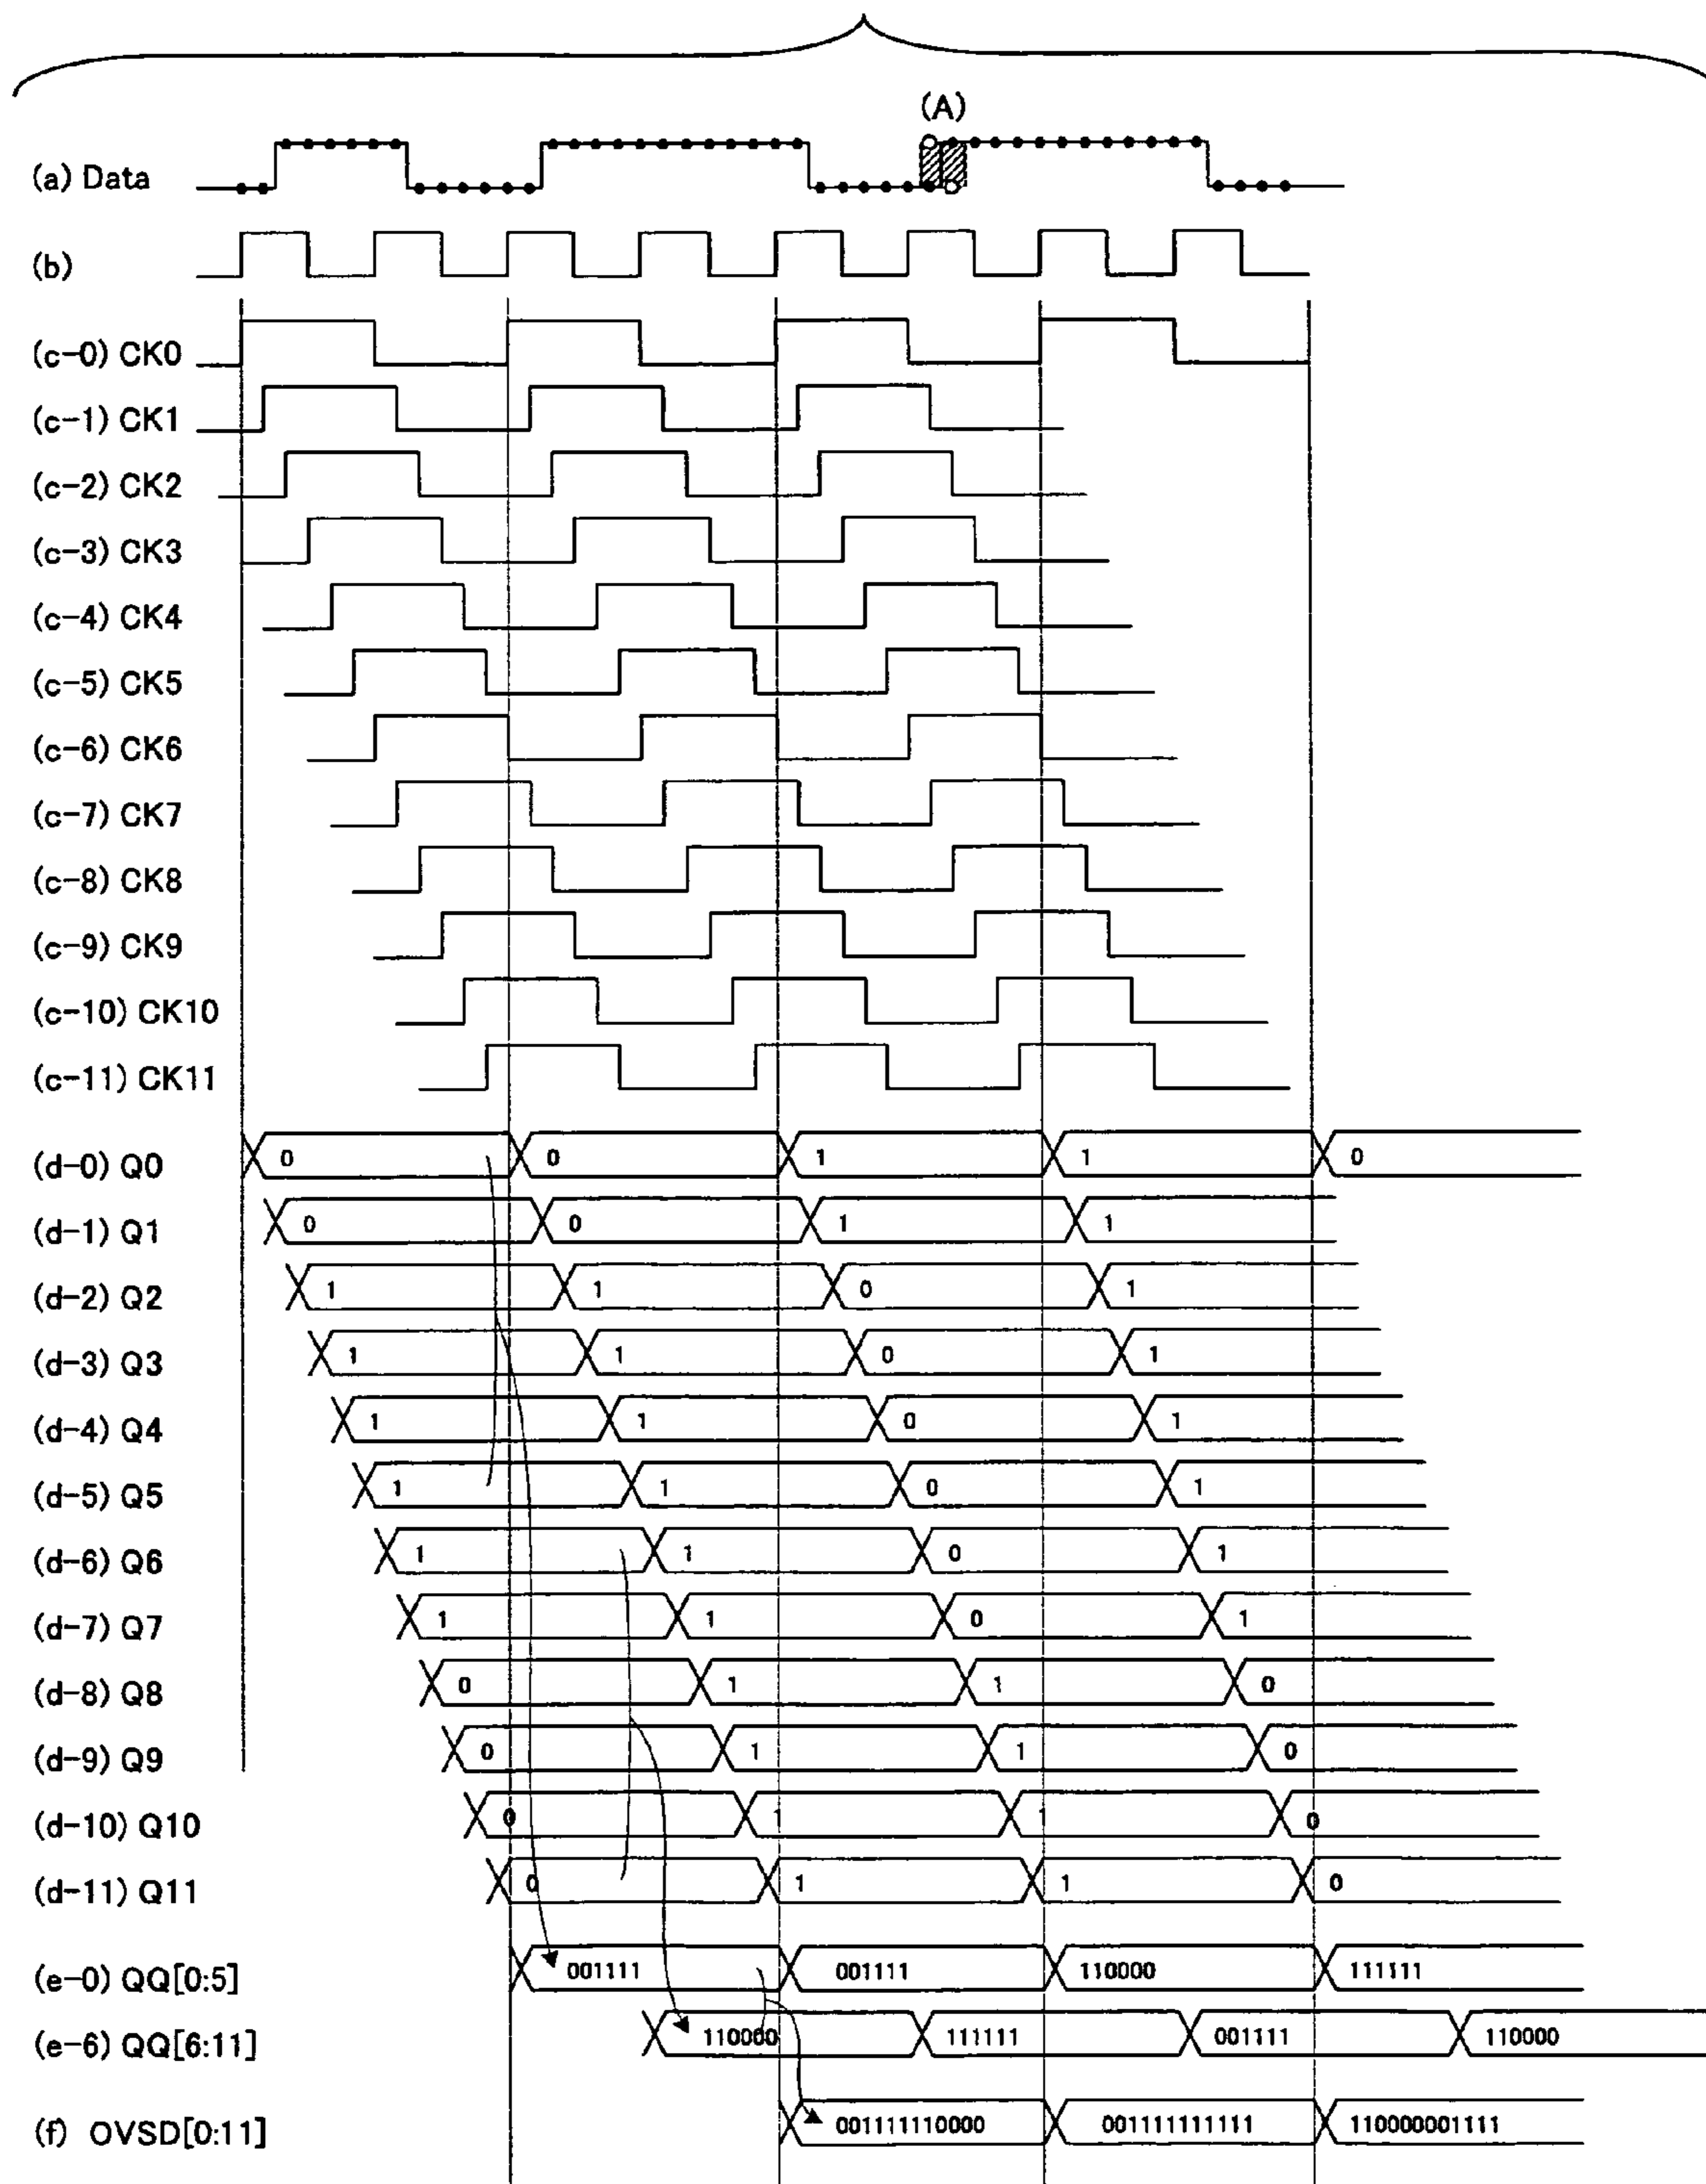 (A)
(a) Data
(b)
(c-0) CK0
(c-1) CK1
(c-2) CK2
(c-3) CK3
(c-4) CK4
(c-5) CK5
(c-6) CK6
(c-7) CK7
(c-8) CK8
(c-9) CK9
(c-10) CK10
(c-11) CK11
(d-0) Q0 0 0 1 1 0
(d-1) Q1 0 0 1 1
(d-2) Q2 1 1 0 1
(d-3) Q3 1 1 0 1
(d-4) Q4 1 1 0 1
(d-5) Q5 1 1 0 1
(d-6) Q6 1 1 0 1
(d-7) Q7 1 1 0 1
(d-8) Q8 0 1 1 0
(d-9) Q9 0 1 1 0
(d-10) Q10 0 1 1 0
(d-11) Q11 0 1 1 0
(e-0) QQ[0:5] 001111 001111 110000 111111
(e-6) QQ[6:11] 110000 111111 001111 110000
(f) OVSD[0:11] 001111110000 001111111111 110000001111